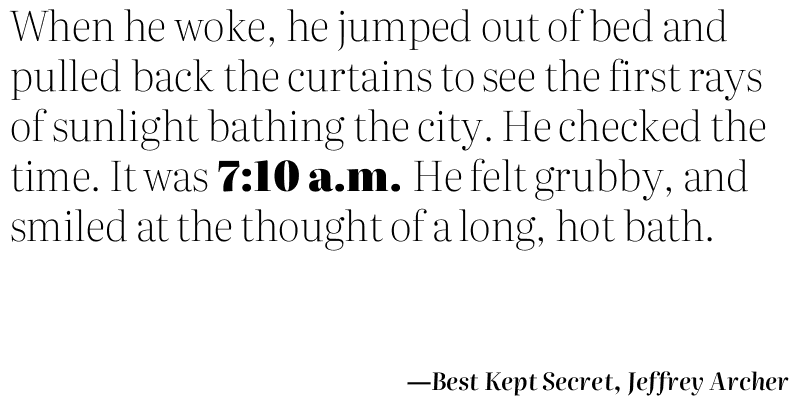 When he woke, he jumped out of bed and
pulled back the curtains to see the first rays
of sunlight bathing the city. He checked the
time. It was 7:10 a.m. He felt grubby, and
smiled at the thought of a long, hot bath.
—Best Kept Secret, Jeffrey Archer